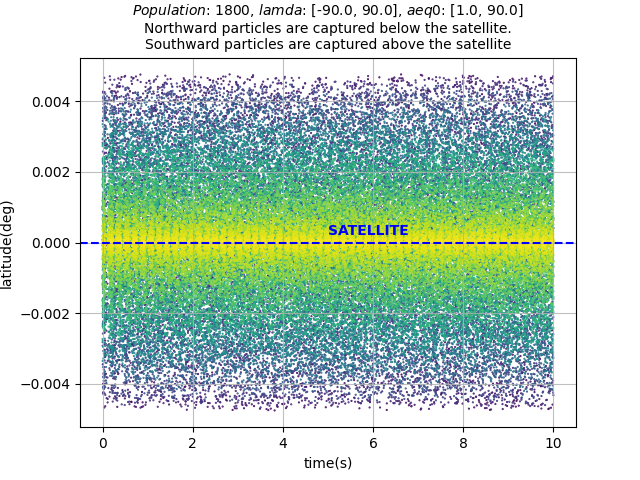 Population: 1800, lamda: [-90.0, 90.0], aeq0: [1.0, 90.0]
Northward particles are captured below the satellite.
Southward particles are captured above the satellite
0.004
0.002
0.000
−0.002
−0.004
latitude(deg)
SATELLITE
0 2 4 6 8 10
time(s)